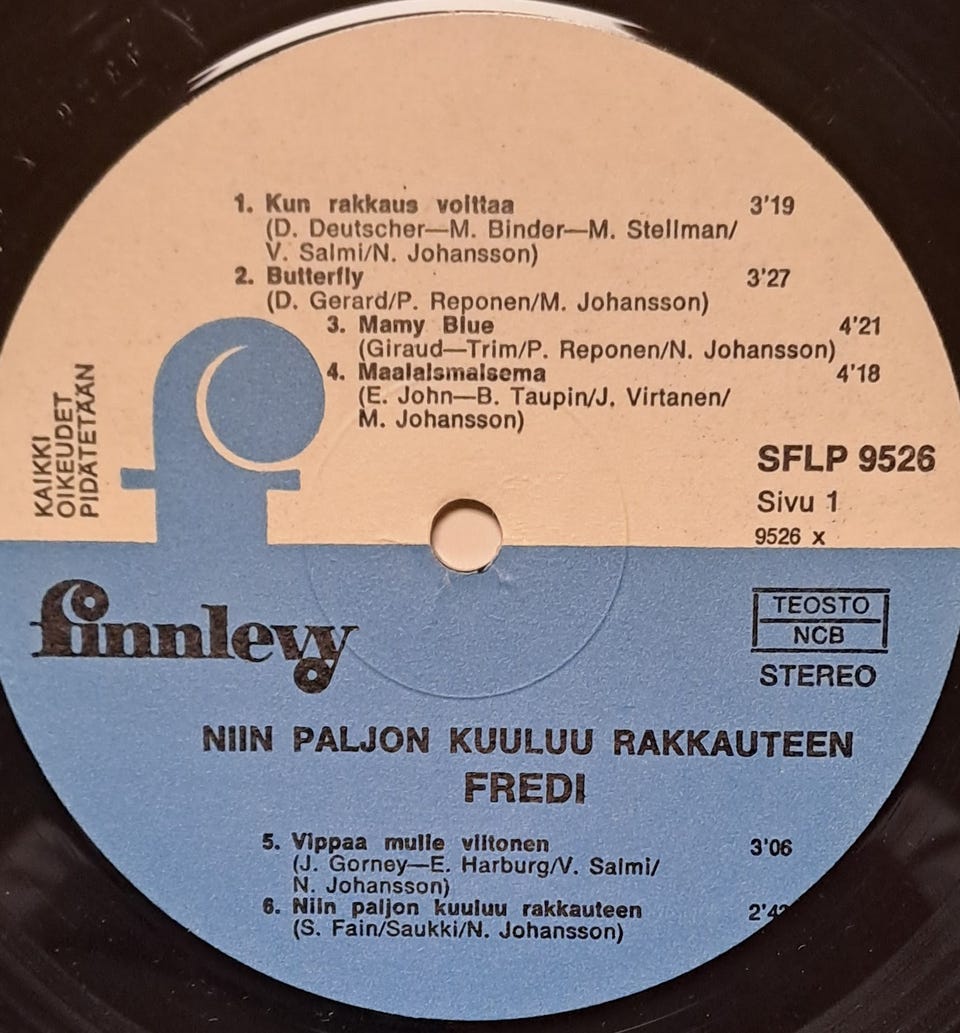 1. Kun rakkaus voittaa 3'19
(D. Deutscher—M. Binder—M. Stellman/
V. Salmi/N. Johansson)
2. Butterfly 3'27
(D. Gerard/P. Reponen/M. Johansson)
3. Mamy Blue 4'21
(Giraud—Trim/P. Reponen/N. Johansson)
4. Maalaismaisema 4'18
(E. John—B. Taupin/J. Virtanen/
M. Johansson)
KAIKKI
OIKEUDET
PIDÄTETÄÄN
SFLP 9526
Sivu 1
9526 x
finnlevy
TEOSTO
NCB
STEREO
NIIN PALJON KUULUU RAKKAUTEEN
FREDI
5. Vippaa mulle viitonen 3'06
(J. Gorney—E. Harburg/V. Salmi/
N. Johansson)
6. Niin paljon kuuluu rakkauteen
(S. Fain/Saukki/N. Johansson)